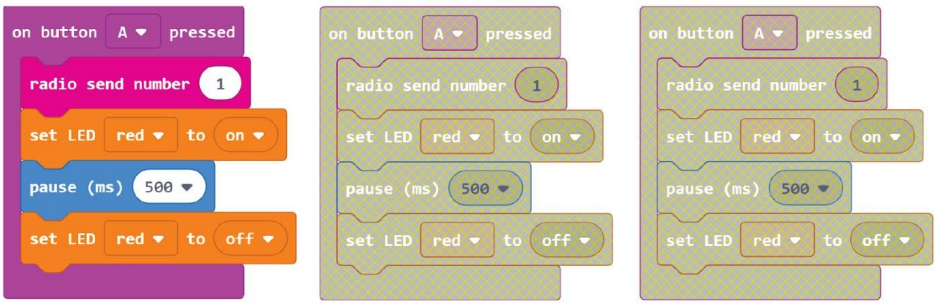 on button A pressed
radio send number 1
set LED red to on
pause (ms) 500
set LED red to off
on button A pressed
radio send number 1
set LED red to on
pause (ms) 500
set LED red to off
on button A pressed
radio send number 1
set LED red to on
pause (ms) 500
set LED red to off